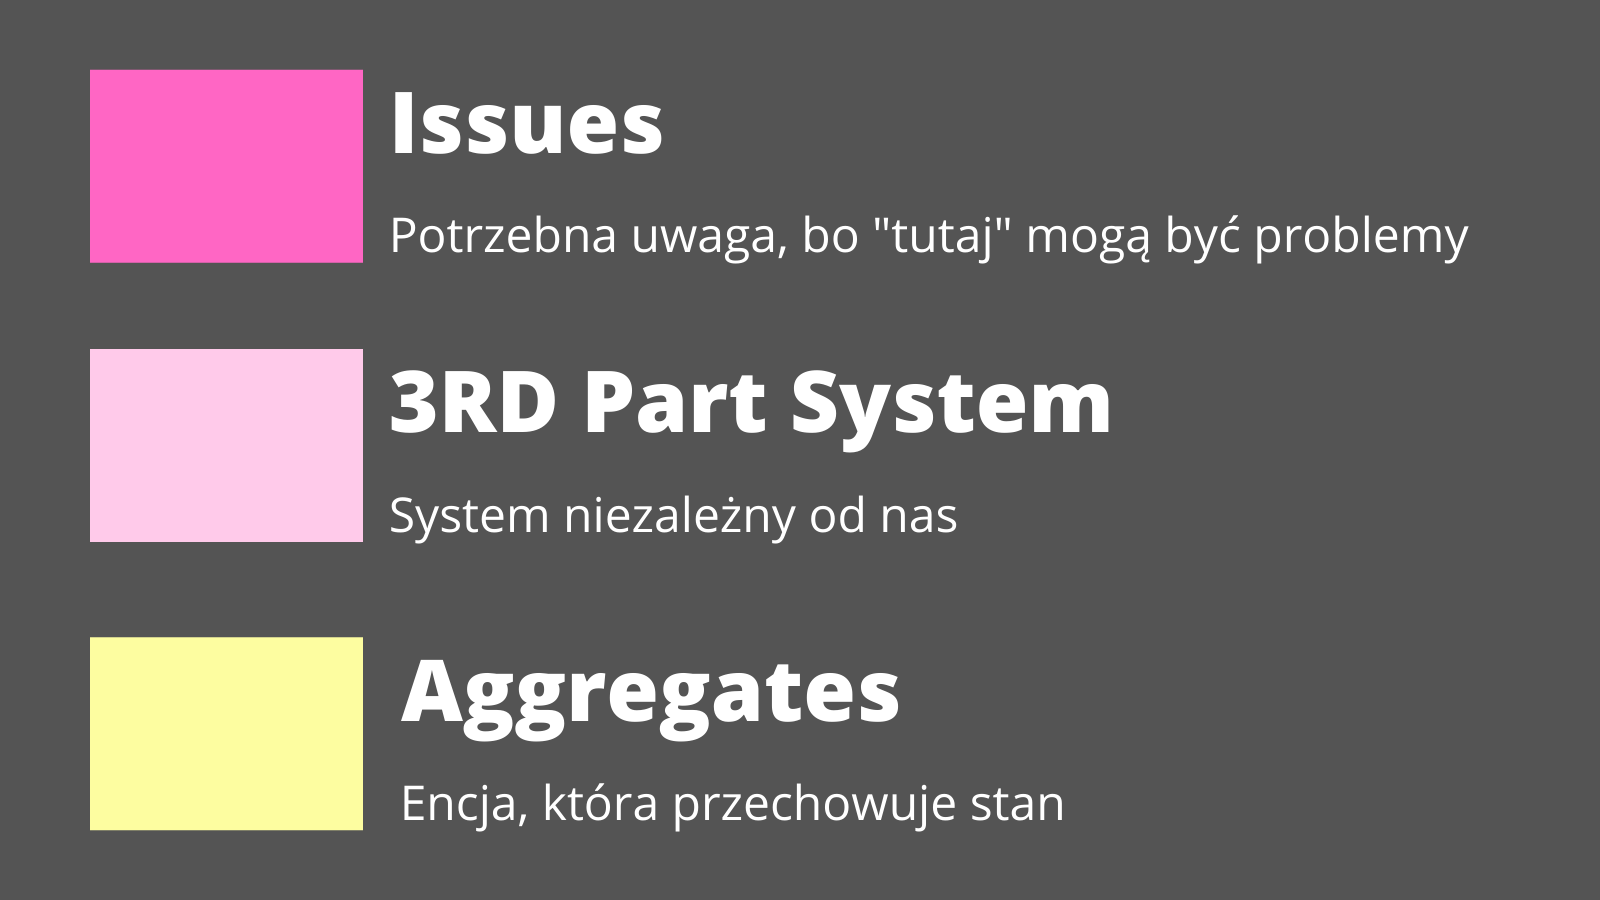 Issues
Potrzebna uwaga, bo "tutaj" mogą być problemy
3RD Part System
System niezależny od nas
Aggregates
Encja, która przechowuje stan